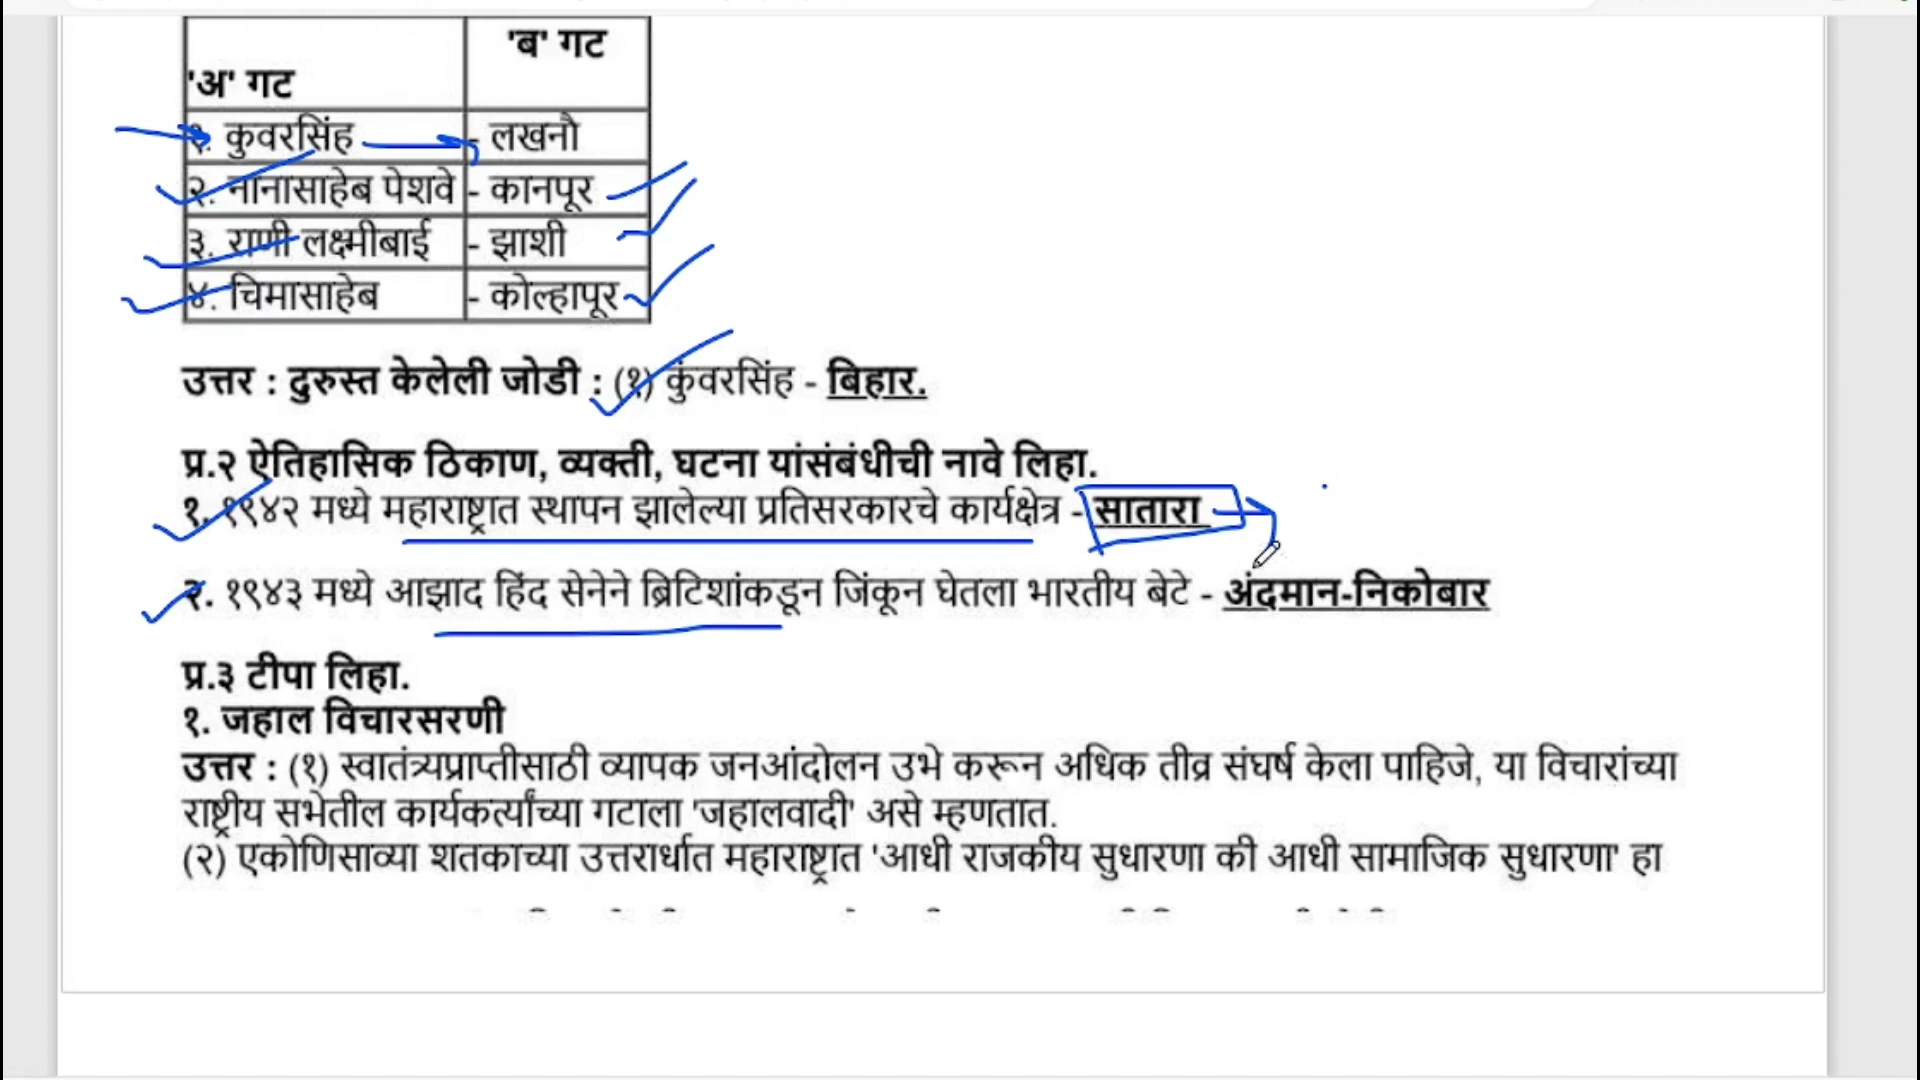 'ब' गट
'अ' गट
१. कुवरसिंह - लखनौ
२. नानासाहेब पेशवे - कानपूर
३. राणी लक्ष्मीबाई - झाशी
४. चिमासाहेब - कोल्हापूर
उत्तर : दुरुस्त केलेली जोडी : (१) कुंवरसिंह - बिहार.
प्र.२ ऐतिहासिक ठिकाण, व्यक्ती, घटना यांसंबंधीची नावे लिहा.
१. १९४२ मध्ये महाराष्ट्रात स्थापन झालेल्या प्रतिसरकारचे कार्यक्षेत्र - सातारा
२. १९४३ मध्ये आझाद हिंद सेनेने ब्रिटिशांकडून जिंकून घेतला भारतीय बेटे - अंदमान-निकोबार
प्र.३ टीपा लिहा.
१. जहाल विचारसरणी
उत्तर : (१) स्वातंत्र्यप्राप्तीसाठी व्यापक जनआंदोलन उभे करून अधिक तीव्र संघर्ष केला पाहिजे, या विचारांच्या
राष्ट्रीय सभेतील कार्यकर्त्यांच्या गटाला 'जहालवादी' असे म्हणतात.
(२) एकोणिसाव्या शतकाच्या उत्तरार्धात महाराष्ट्रात 'आधी राजकीय सुधारणा की आधी सामाजिक सुधारणा' हा